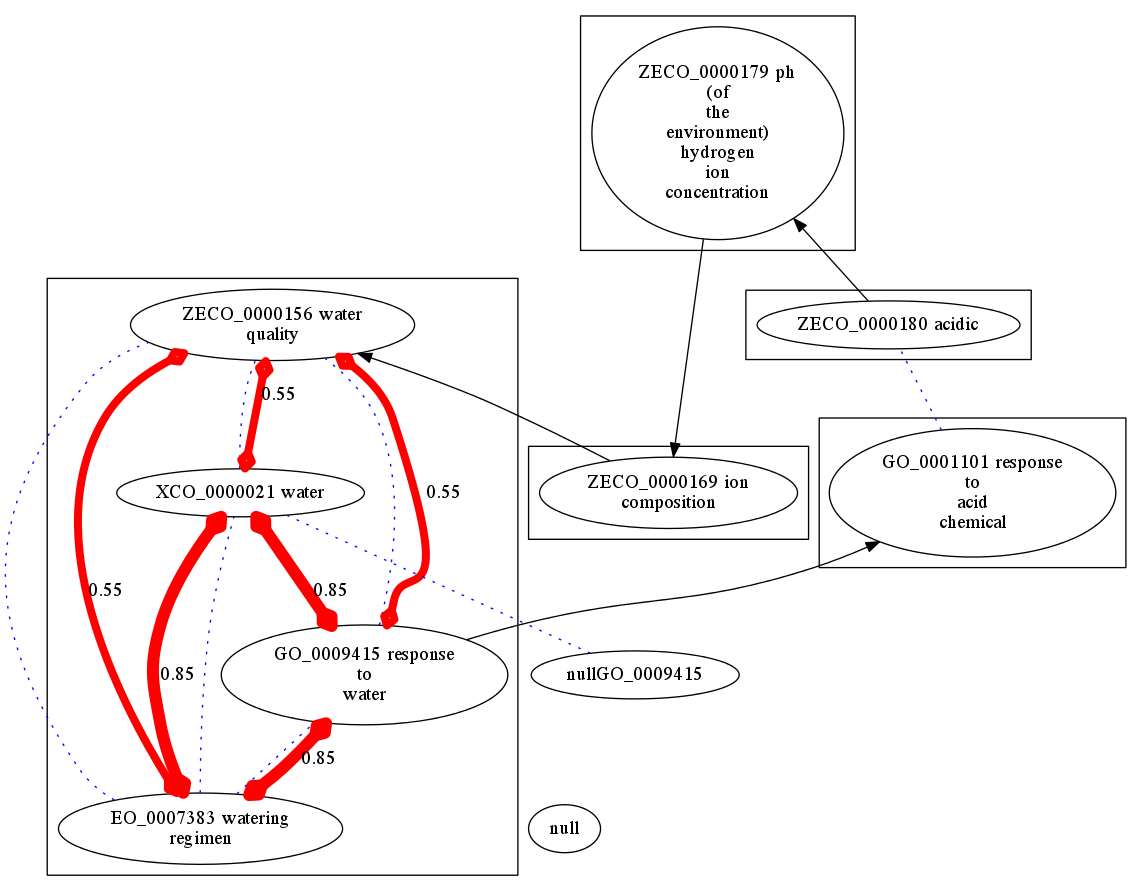 ZECO_0000179 ph
(of
the
environment)
hydrogen
ion
concentration
ZECO_0000156 water
quality
ZECO_0000180 acidic
0.55
XCO_0000021 water
0.55
ZECO_0000169 ion
composition
GO_0001101 response
to
acid
chemical
0.55
0.85
GO_0009415 response
to
water
0.85
nullGO_0009415
0.85
EO_0007383 watering
regimen
null